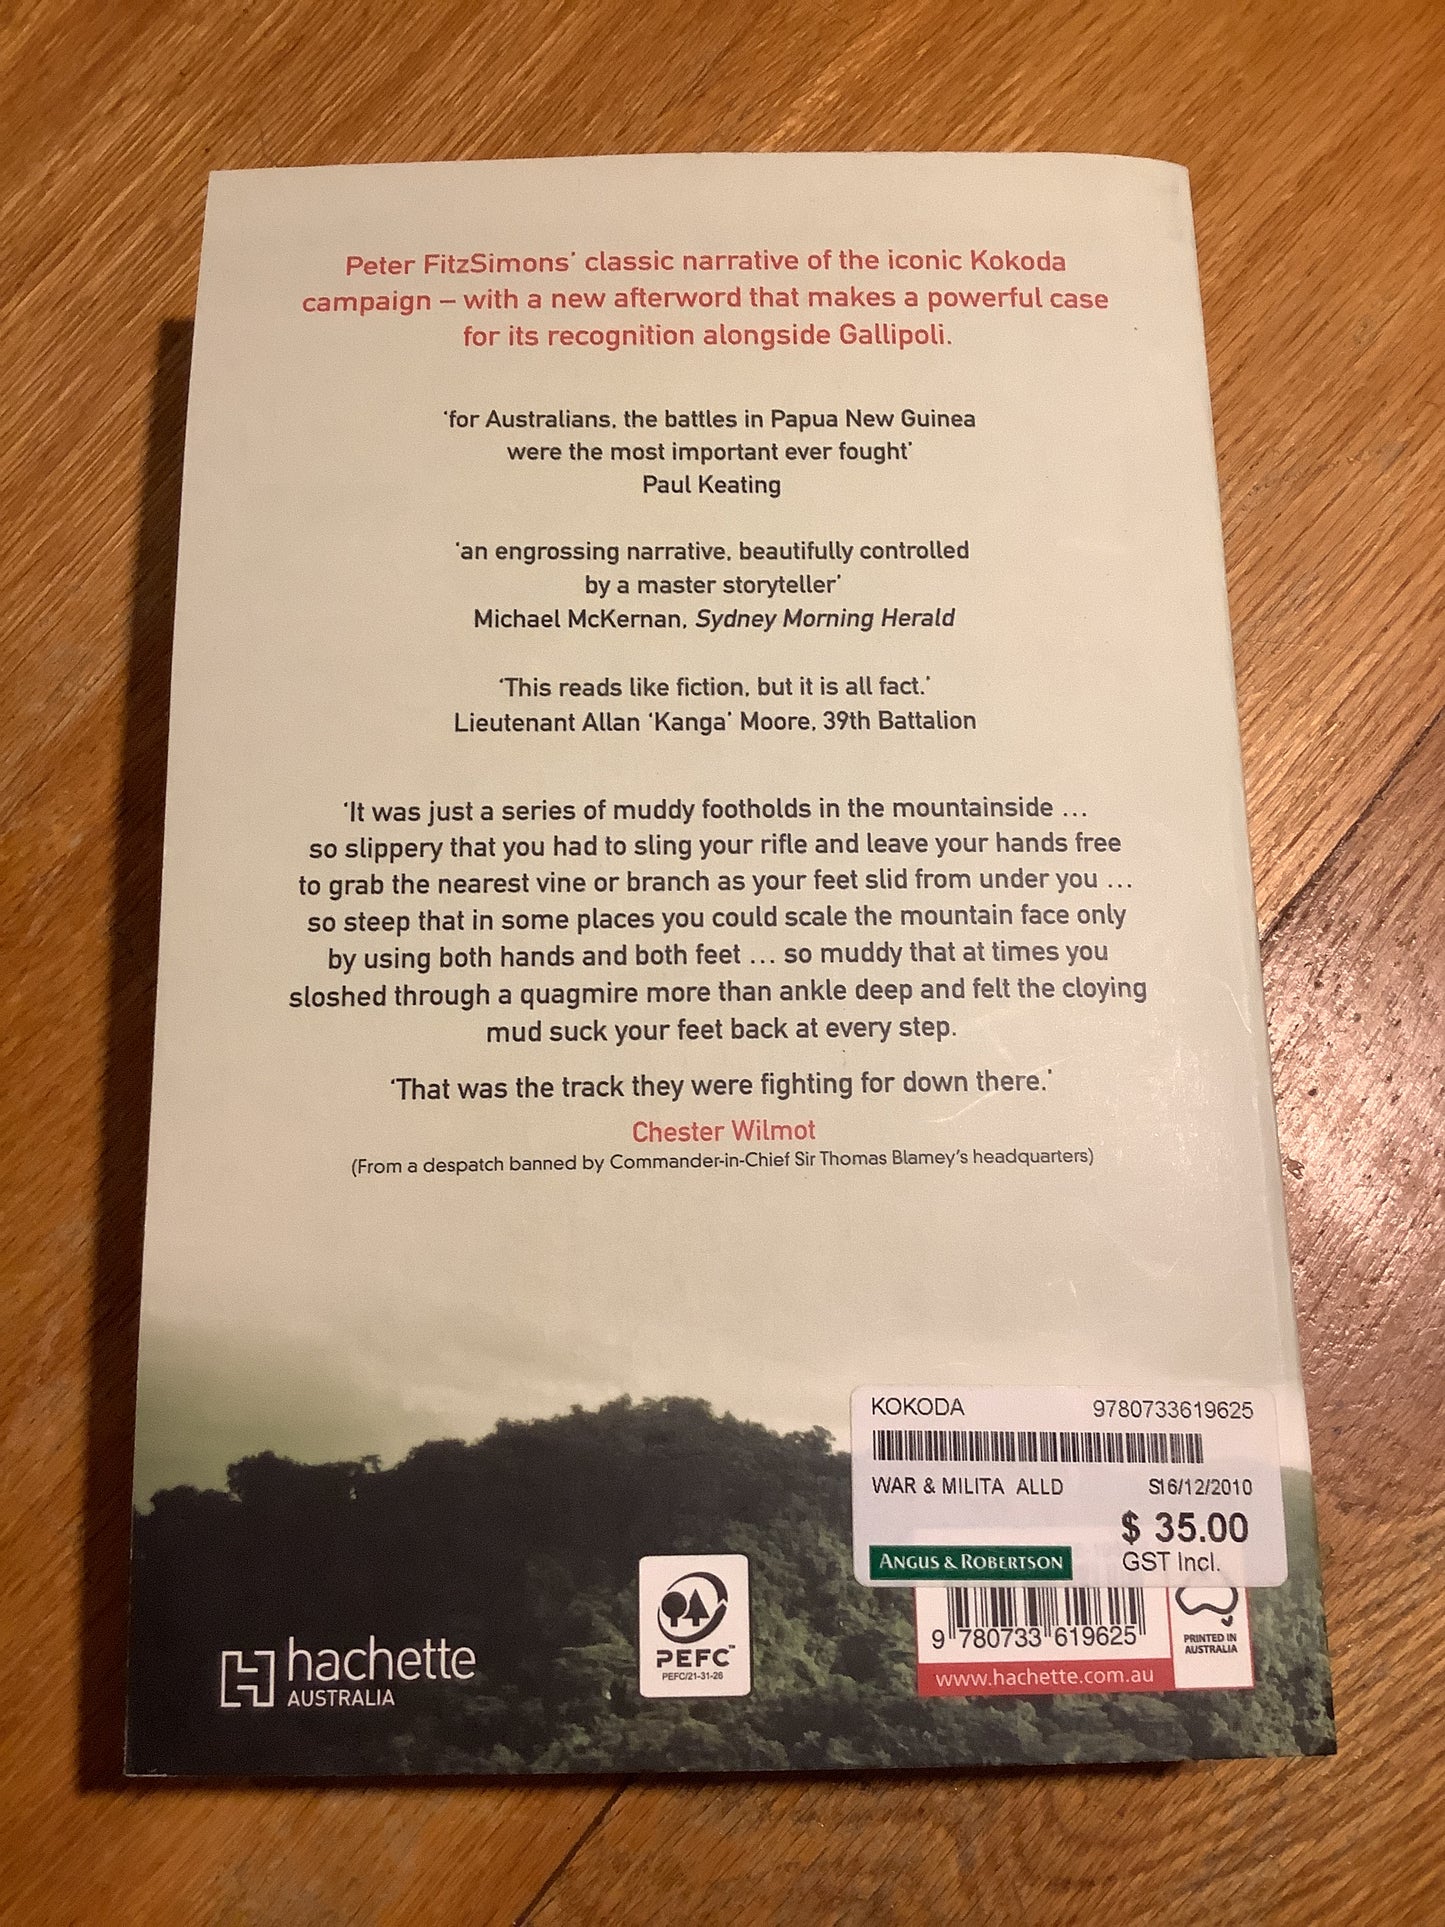 Peter FitzSimons' classic narrative of the iconic Kokoda
campaign – with a new afterword that makes a powerful case
for its recognition alongside Gallipoli.
'for Australians, the battles in Papua New Guinea
were the most important ever fought'
Paul Keating
'an engrossing narrative, beautifully controlled
by a master storyteller'
Michael McKernan, Sydney Morning Herald
'This reads like fiction, but it is all fact.'
Lieutenant Allan 'Kanga' Moore, 39th Battalion
'It was just a series of muddy footholds in the mountainside ...
so slippery that you had to sling your rifle and leave your hands free
to grab the nearest vine or branch as your feet slid from under you ...
so steep that in some places you could scale the mountain face only
by using both hands and both feet ... so muddy that at times you
sloshed through a quagmire more than ankle deep and felt the cloying
mud suck your feet back at every step.
'That was the track they were fighting for down there.'
Chester Wilmot
(From a despatch banned by Commander-in-Chief Sir Thomas Blamey's headquarters)
KOKODA 9780733619625
WAR & MILITA ALLD S16/12/2010
$ 35.00
ANGUS & ROBERTSON GST Incl.
9 780733 619625
PRINTED IN
AUSTRALIA
www.hachette.com.au
PEFC™
PEFC/21-31-26
hachette
AUSTRALIA